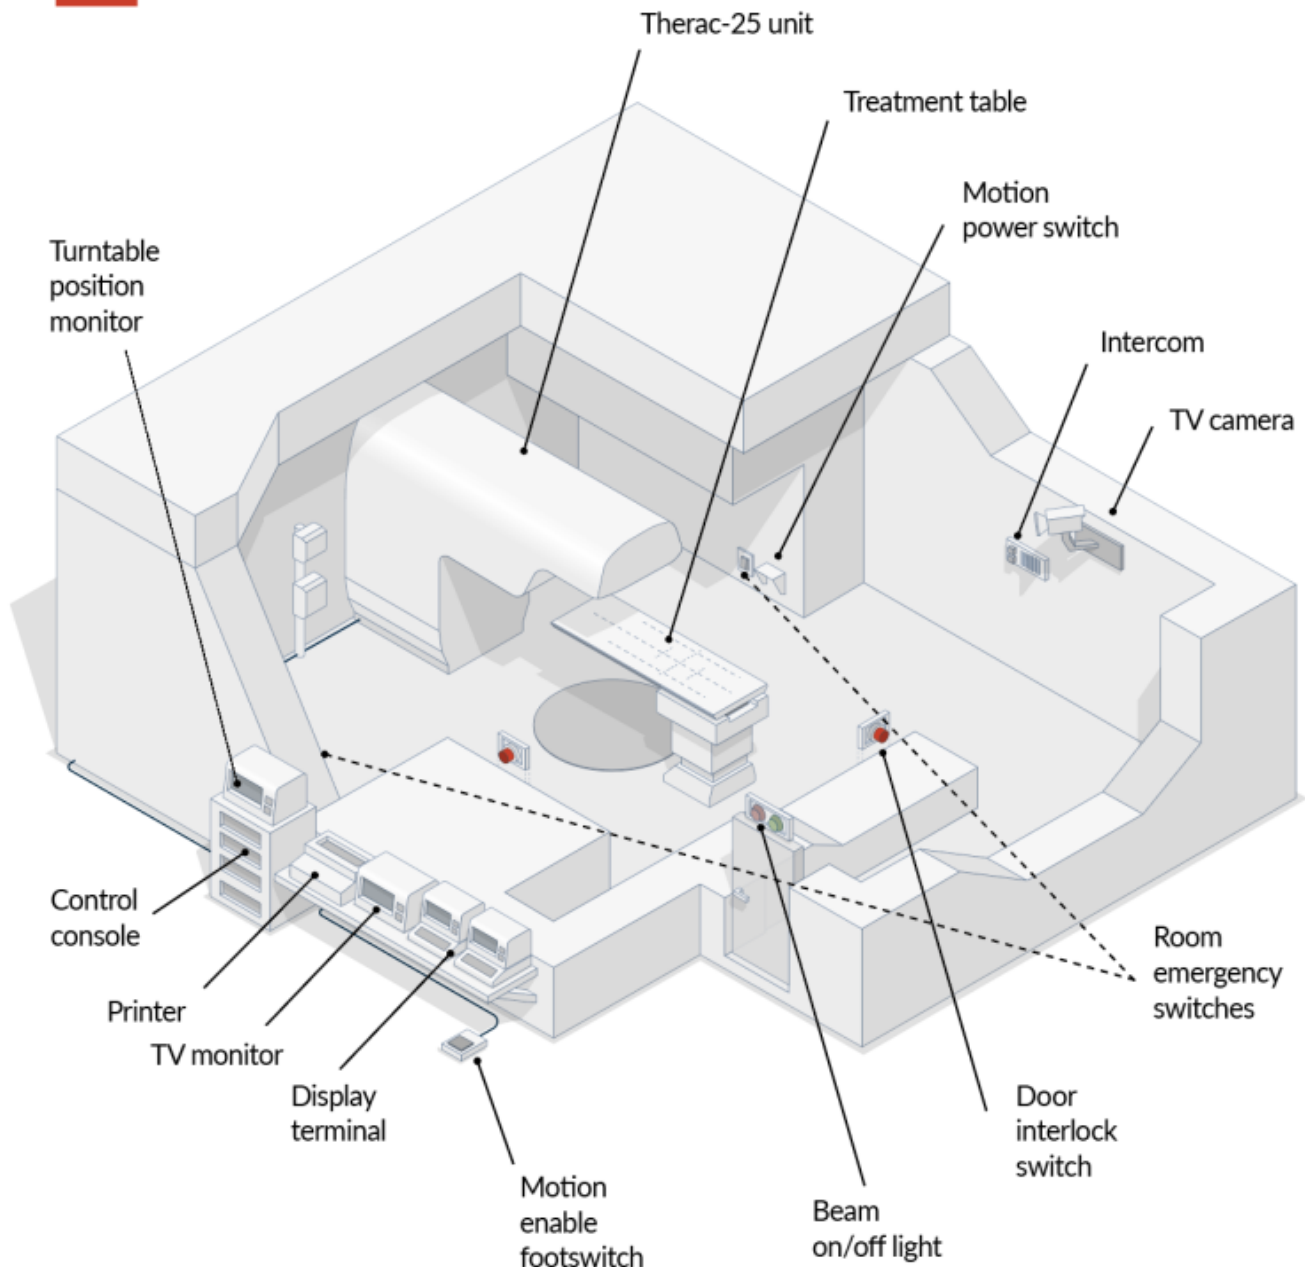 Therac-25 unit
Treatment table
Motion
power switch
Turntable
position
monitor
Intercom
TV camera
Control
console
Printer
TV monitor
Display
terminal
Motion
enable
footswitch
Beam
on/off light
Door
interlock
switch
Room
emergency
switches